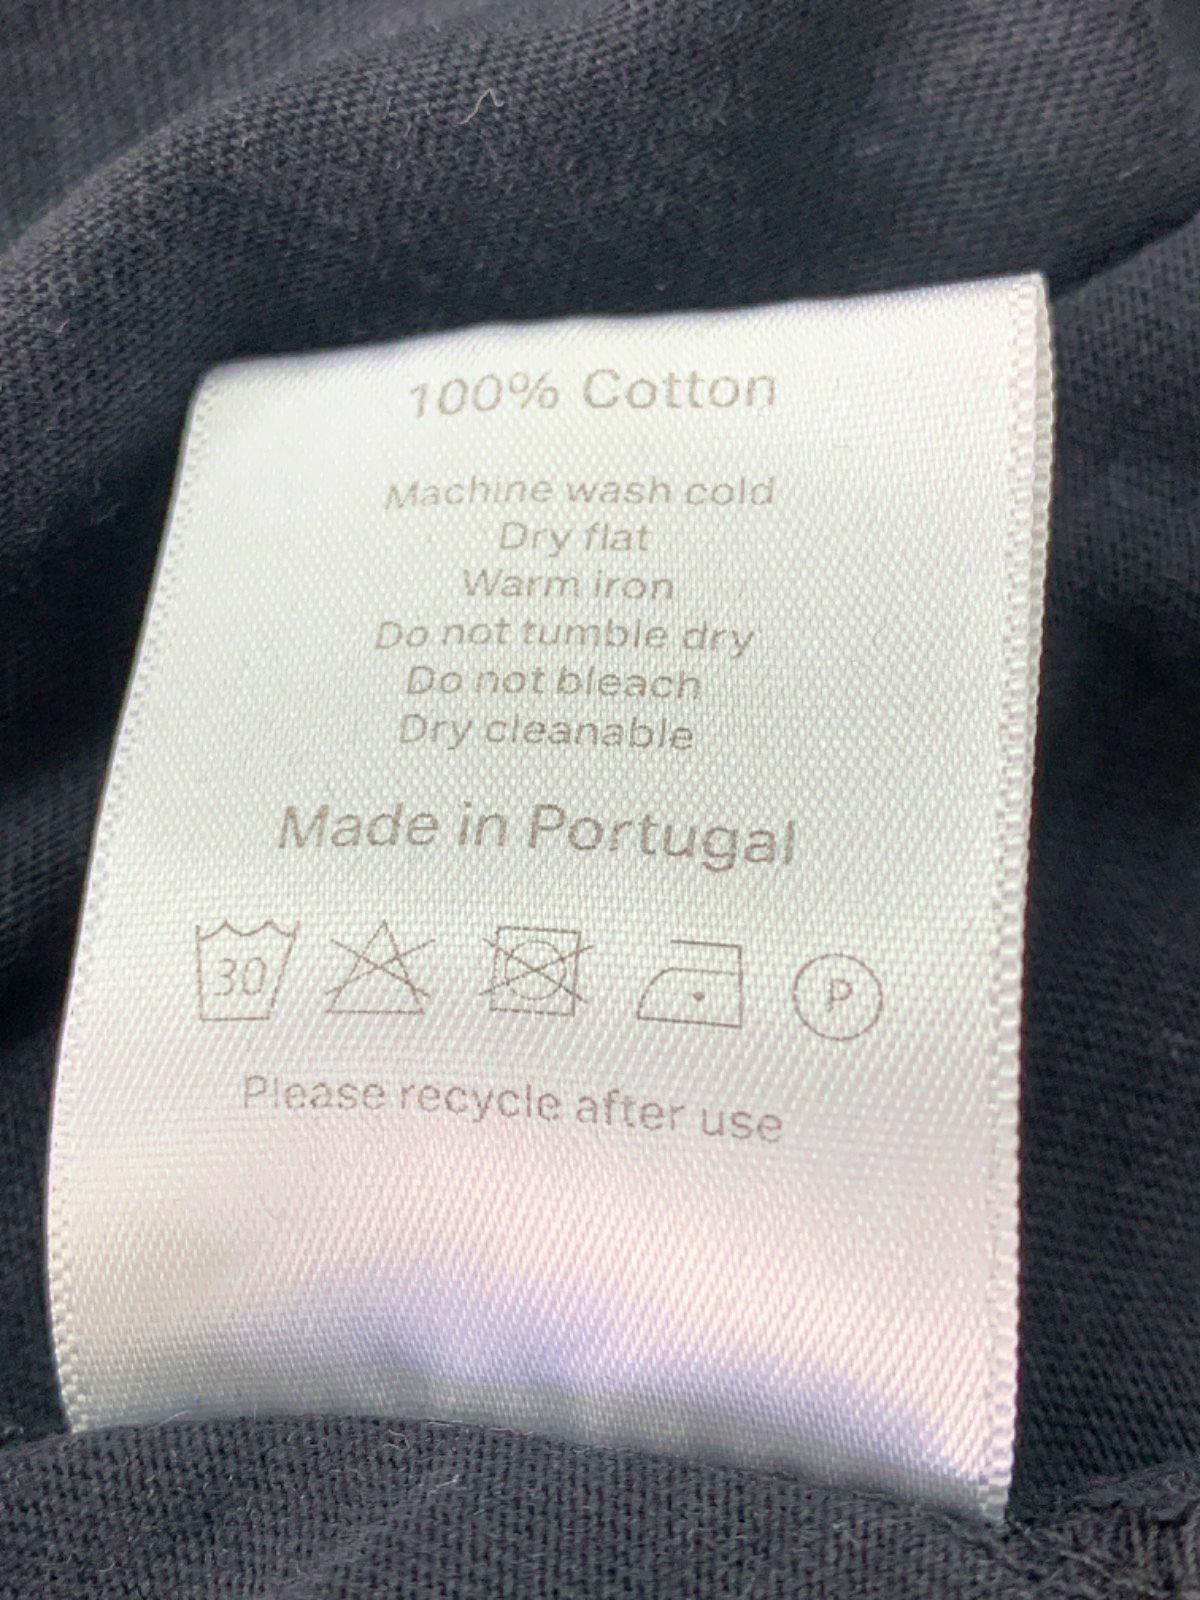 100% Cotton
Machine wash cold
Dry flat
Warm iron
Do not tumble dry
Do not bleach
Dry cleanable
Made in Portugal
30 P
Please recycle after use